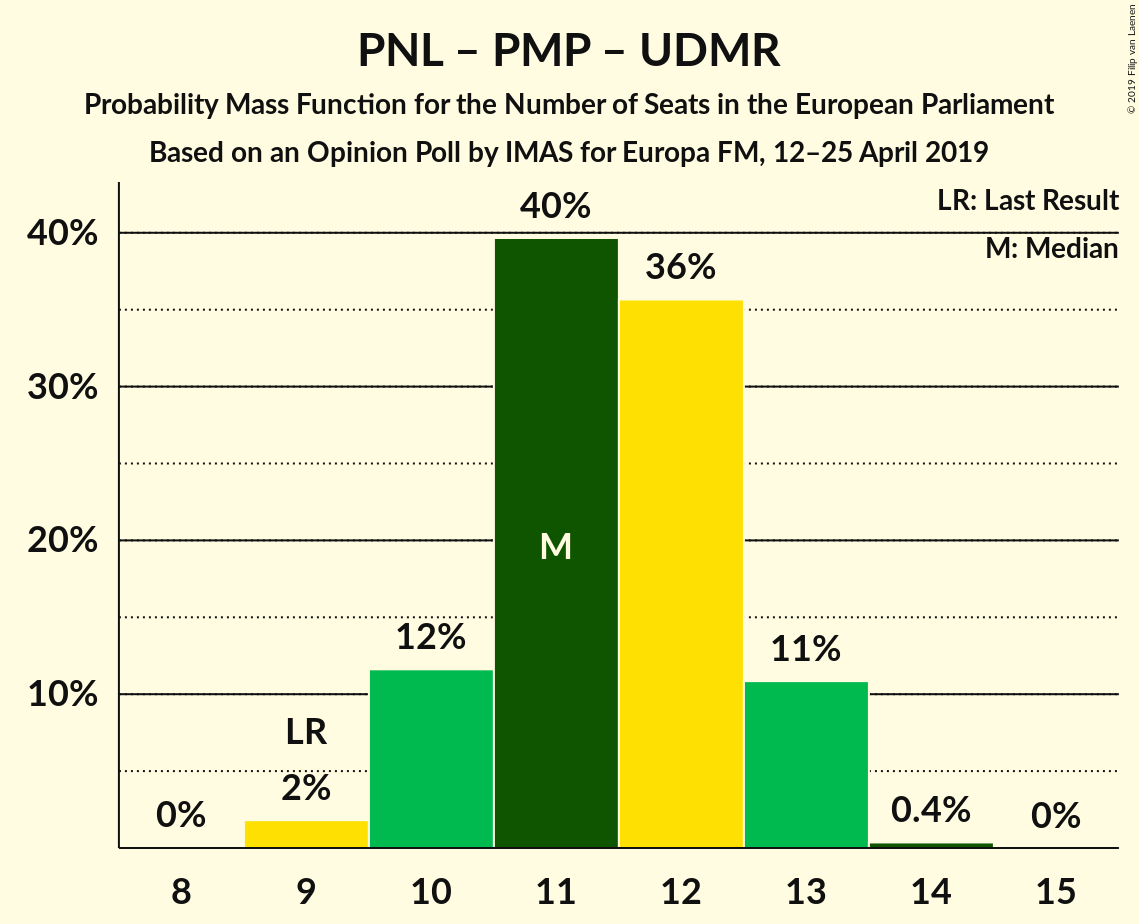 PNL – PMP – UDMR
Probability Mass Function for the Number of Seats in the European Parliament
Based on an Opinion Poll by IMAS for Europa FM, 12–25 April 2019
© 2019 Filip van Laenen
LR: Last Result
M: Median
40%
30%
20%
10%
0%
LR
2%
12%
40%
M
36%
11%
0.4%
0%
8 9 10 11 12 13 14 15